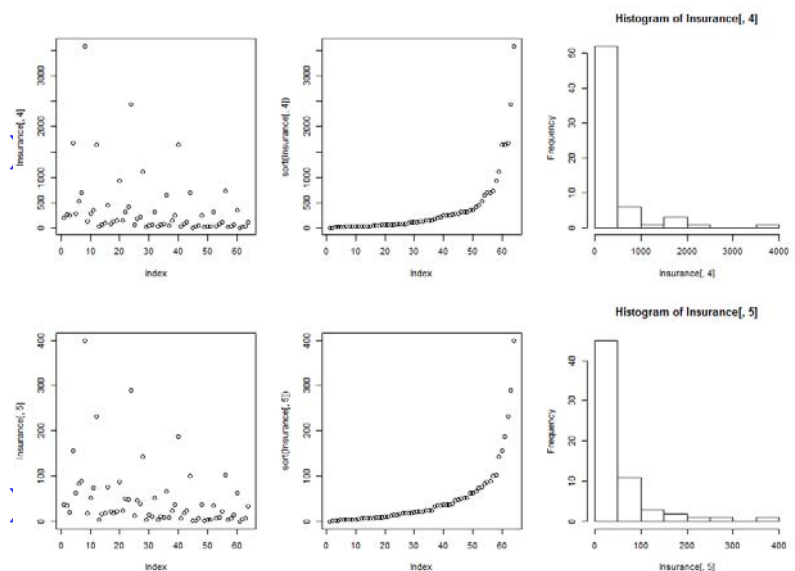 Histogram of Insurance[, 4]
Insurance[, 4]
0 500 1000 2000 3000
0 10 20 30 40 50 60
Index
sort(Insurance[, 4])
0 500 1000 2000 3000
0 10 20 30 40 50 60
Index
Frequency
0 10 20 30 40 50
0 1000 2000 3000 4000
Insurance[, 4]
Histogram of Insurance[, 5]
Insurance[, 5]
0 100 200 300 400
0 10 20 30 40 50 60
Index
sort(Insurance[, 5])
0 100 200 300 400
0 10 20 30 40 50 60
Index
Frequency
0 10 20 30 40
0 100 200 300 400
Insurance[, 5]